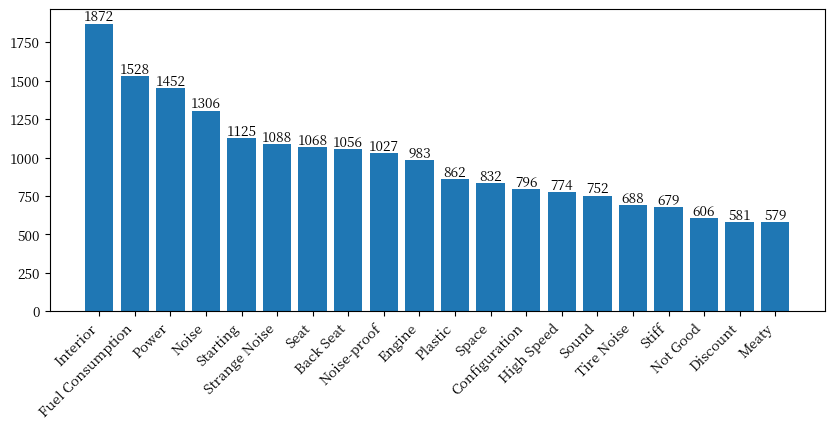 1872
1528
1452
1306
1125
1088
1068
1056
1027
983
862
832
796
774
752
688
679
606
581
579
1750
1500
1250
1000
750
500
250
0
Interior
Fuel Consumption
Power
Noise
Starting
Strange Noise
Seat
Back Seat
Noise-proof
Engine
Plastic
Space
Configuration
High Speed
Sound
Tire Noise
Stiff
Not Good
Discount
Meaty